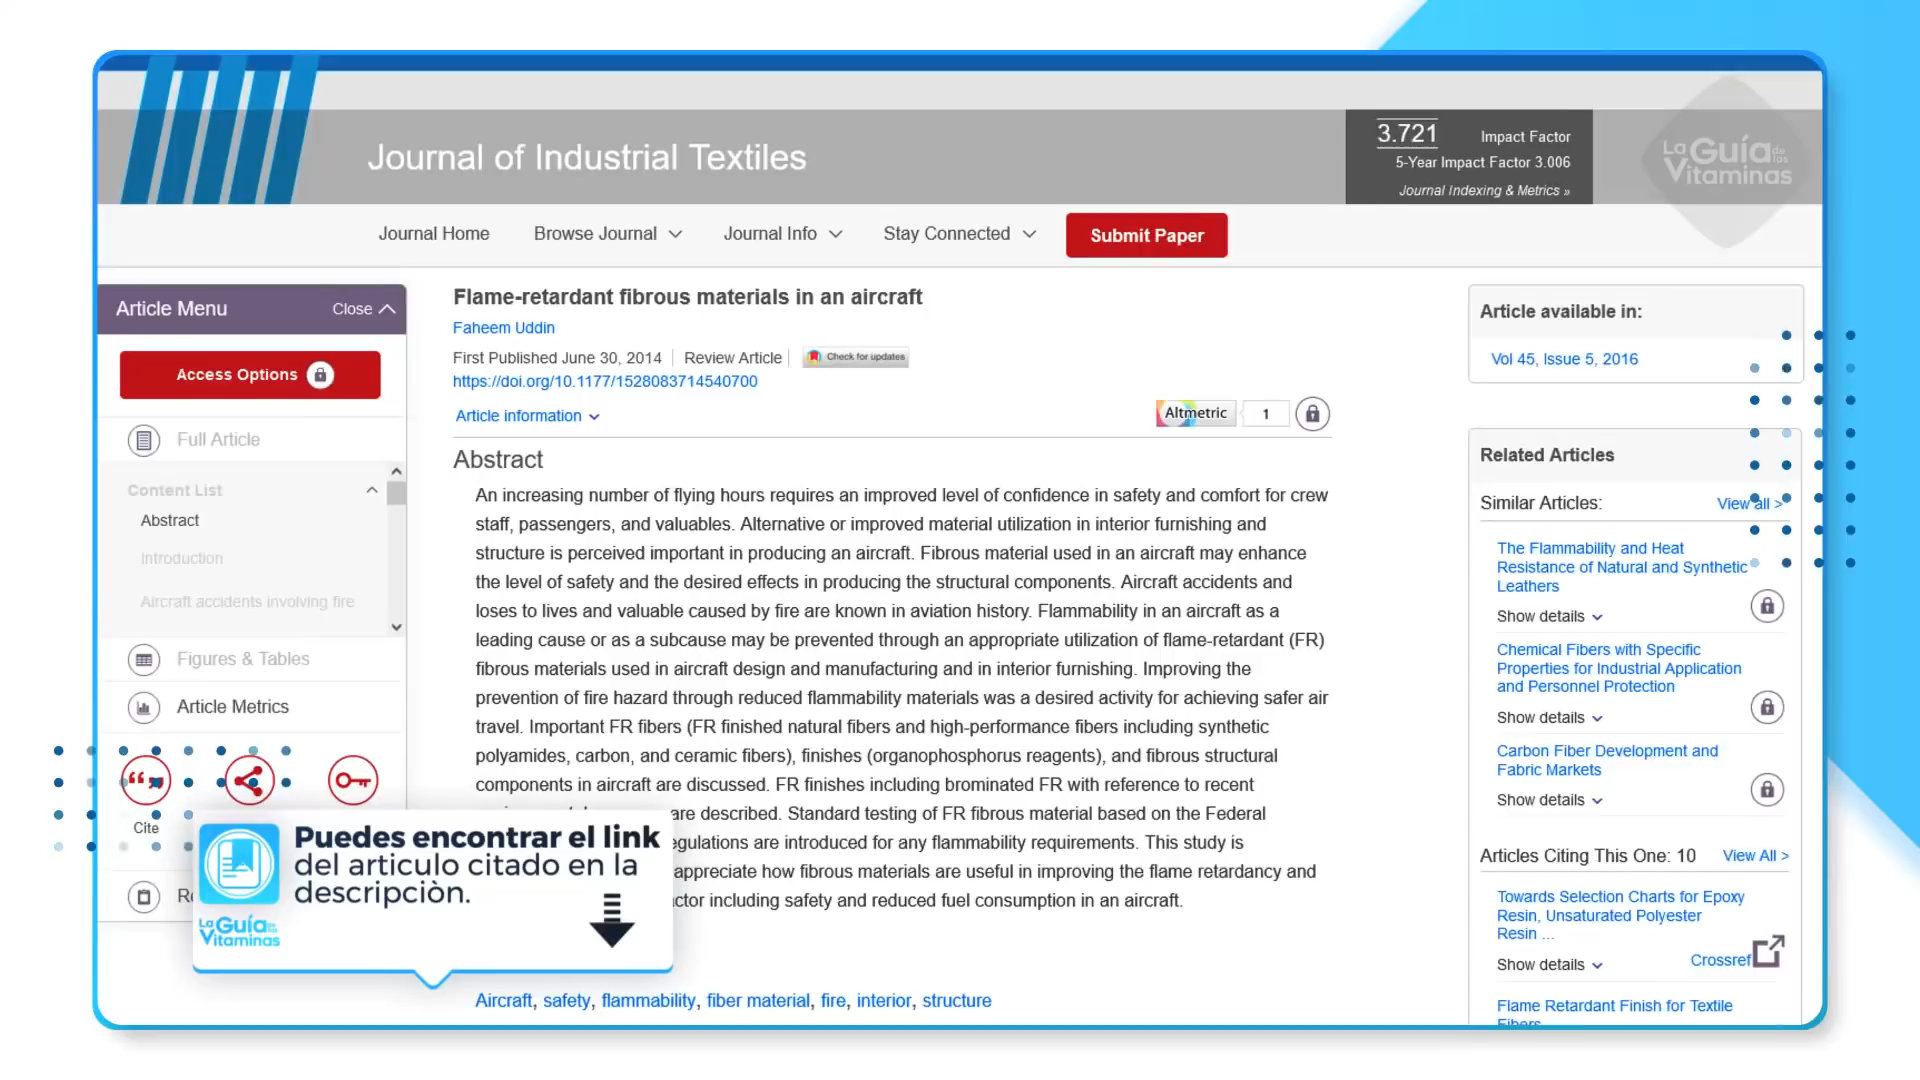 Journal of Industrial Textiles
3.721 Impact Factor
5-Year Impact Factor 3.006
Journal Indexing & Metrics »
La Guía de las Vitaminas
Journal Home
Browse Journal
Journal Info
Stay Connected
Submit Paper
Article Menu
Close
Access Options
Full Article
Content List
Abstract
Introduction
Aircraft accidents involving fire
Figures & Tables
Article Metrics
Cite
Flame-retardant fibrous materials in an aircraft
Faheem Uddin
First Published June 30, 2014 | Review Article | Check for updates
https://doi.org/10.1177/1528083714540700
Article information
Altmetric 1
Abstract
An increasing number of flying hours requires an improved level of confidence in safety and comfort for crew
staff, passengers, and valuables. Alternative or improved material utilization in interior furnishing and
structure is perceived important in producing an aircraft. Fibrous material used in an aircraft may enhance
the level of safety and the desired effects in producing the structural components. Aircraft accidents and
loses to lives and valuable caused by fire are known in aviation history. Flammability in an aircraft as a
leading cause or as a subcause may be prevented through an appropriate utilization of flame-retardant (FR)
fibrous materials used in aircraft design and manufacturing and in interior furnishing. Improving the
prevention of fire hazard through reduced flammability materials was a desired activity for achieving safer air
travel. Important FR fibers (FR finished natural fibers and high-performance fibers including synthetic
polyamides, carbon, and ceramic fibers), finishes (organophosphorus reagents), and fibrous structural
components in aircraft are discussed. FR finishes including brominated FR with reference to recent
are described. Standard testing of FR fibrous material based on the Federal
egulations are introduced for any flammability requirements. This study is
appreciate how fibrous materials are useful in improving the flame retardancy and
ctor including safety and reduced fuel consumption in an aircraft.
Aircraft, safety, flammability, fiber material, fire, interior, structure
Puedes encontrar el link
del articulo citado en la
descripciòn.
La Guía de las Vitaminas
Article available in:
Vol 45, Issue 5, 2016
Related Articles
Similar Articles:
View all >
The Flammability and Heat
Resistance of Natural and Synthetic
Leathers
Show details
Chemical Fibers with Specific
Properties for Industrial Application
and Personnel Protection
Show details
Carbon Fiber Development and
Fabric Markets
Show details
Articles Citing This One: 10
View All >
Towards Selection Charts for Epoxy
Resin, Unsaturated Polyester
Resin ...
Show details
Crossref
Flame Retardant Finish for Textile
Fibers